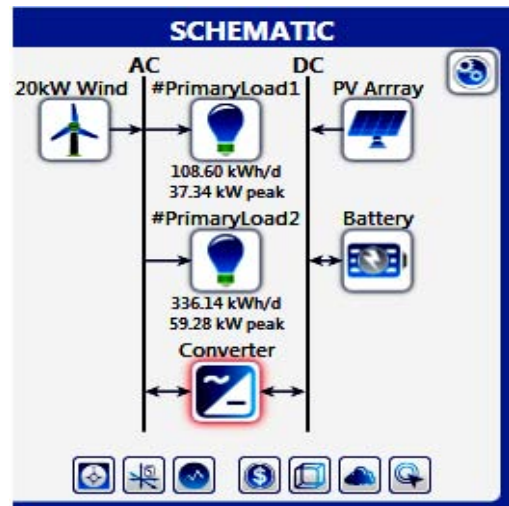 SCHEMATIC
AC DC
20kW Wind #PrimaryLoad1 PV Arrray
108.60 kWh/d
37.34 kW peak
#PrimaryLoad2 Battery
336.14 kWh/d
59.28 kW peak
Converter